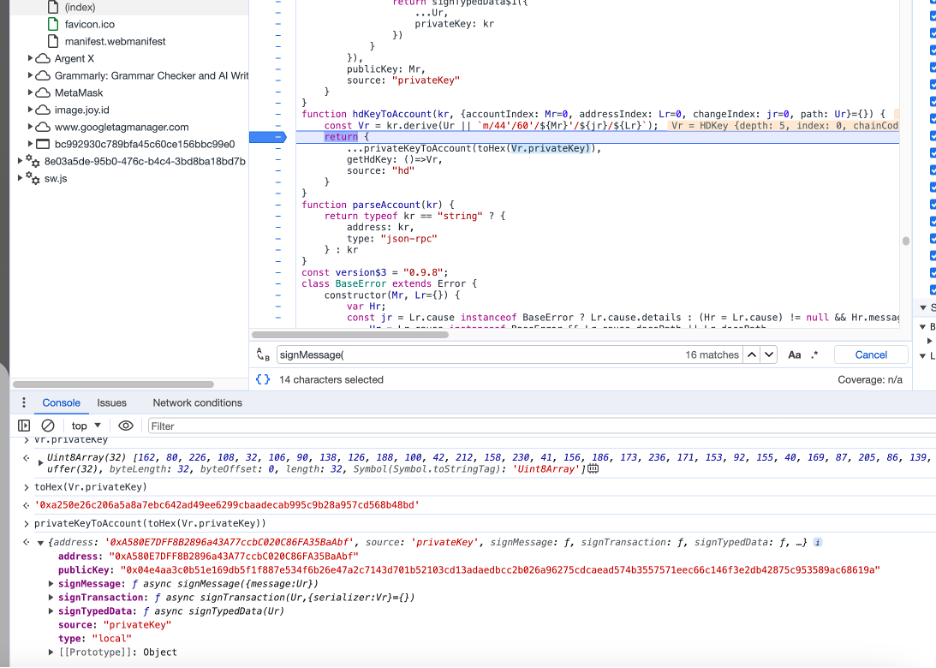 (index)
favicon.ico
manifest.webmanifest
Argent X
Grammarly: Grammar Checker and AI Writ
MetaMask
image.joy.id
www.googletagmanager.com
bc992930c789bfa45c60ce156bbc99e0
8e03a5de-95b0-476c-b4c4-3bd8ba18bd7b
sw.js
return signTypedData$1({
...Ur,
privateKey: kr
})
}
}),
publicKey: Mr,
source: "privateKey"
}
}
function hdKeyToAccount(kr, {accountIndex: Mr=0, addressIndex: Lr=0, changeIndex: jr=0, path: Ur}={}) {
const Vr = kr.derive(Ur || `m/44'/60'/${Mr}'/${jr}/${Lr}`); Vr = HDKey {depth: 5, index: 0, chainCod
return {
...privateKeyToAccount(toHex(Vr.privateKey)),
getHdKey: ()=>Vr,
source: "hd"
}
}
function parseAccount(kr) {
return typeof kr == "string" ? {
address: kr,
type: "json-rpc"
} : kr
}
const version$3 = "0.9.8";
class BaseError extends Error {
constructor(Mr, Lr={}) {
var Hr;
const jr = Lr.cause instanceof BaseError ? Lr.cause.details : (Hr = Lr.cause) != null && Hr.messag
signMessage(
16 matches
Aa
.*
Cancel
{} 14 characters selected
Coverage: n/a
Console Issues Network conditions
top
Filter
Vr.privateKey
Uint8Array(32) [162, 80, 226, 108, 32, 106, 90, 138, 126, 188, 100, 42, 212, 158, 230, 41, 156, 186, 173, 236, 171, 153, 92, 155, 40, 169, 87, 205, 86, 139,
uffer(32), byteLength: 32, byteOffset: 0, length: 32, Symbol(Symbol.toStringTag): 'Uint8Array']
toHex(Vr.privateKey)
'0xa250e26c206a5a8a7ebc642ad49ee6299cbaadecab995c9b28a957cd568b48bd'
privateKeyToAccount(toHex(Vr.privateKey))
{address: '0xA580E7DFF8B2896a43A77ccbC020C86FA35BaAbf', source: 'privateKey', signMessage: ƒ, signTransaction: ƒ, signTypedData: ƒ, …}
address: "0xA580E7DFF8B2896a43A77ccbC020C86FA35BaAbf"
publicKey: "0x04e4aa3c0b51e169db5f1f887e534f6b26e47a2c7143d701b52103cd13adaedbcc2b026a96275cdcaead574b3557571eec66c146f3e2db42875c953589ac68619a"
signMessage: ƒ async signMessage({message:Ur})
signTransaction: ƒ async signTransaction(Ur,{serializer:Vr}={})
signTypedData: ƒ async signTypedData(Ur)
source: "privateKey"
type: "local"
[[Prototype]]: Object